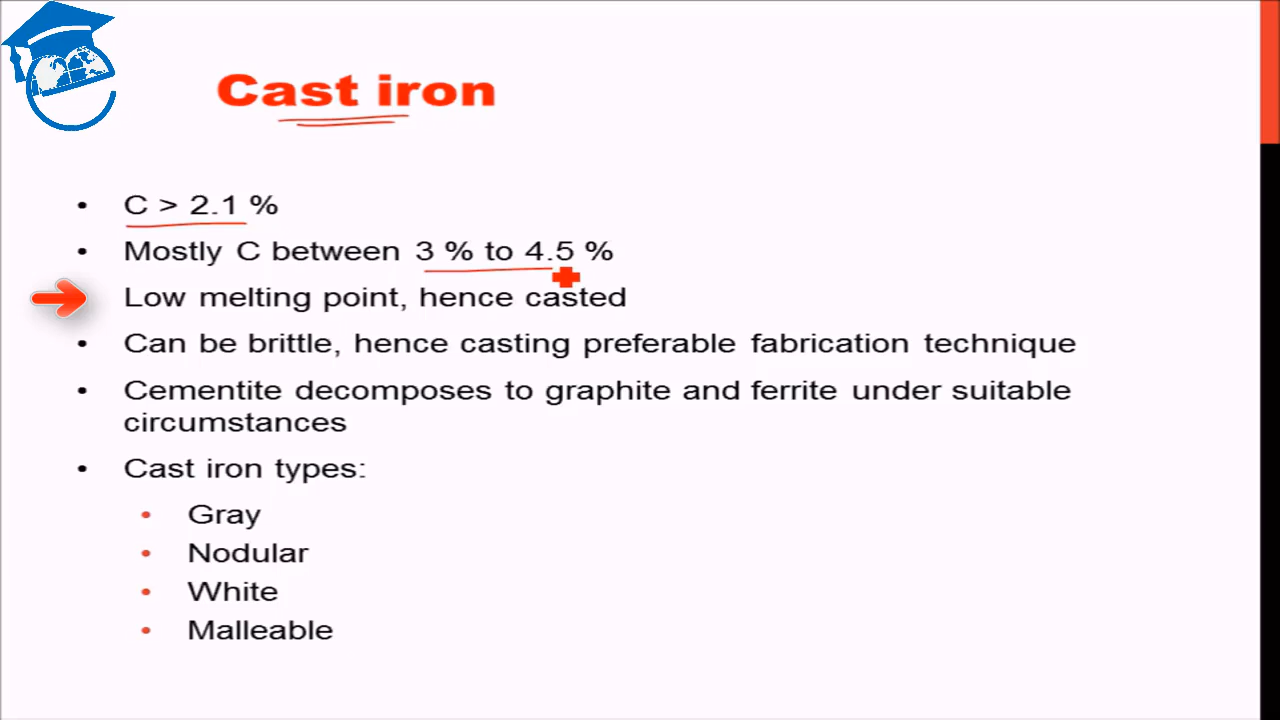 Cast iron
• C > 2.1 %
• Mostly C between 3 % to 4.5 %
Low melting point, hence casted
• Can be brittle, hence casting preferable fabrication technique
• Cementite decomposes to graphite and ferrite under suitable
circumstances
• Cast iron types:
• Gray
• Nodular
• White
• Malleable